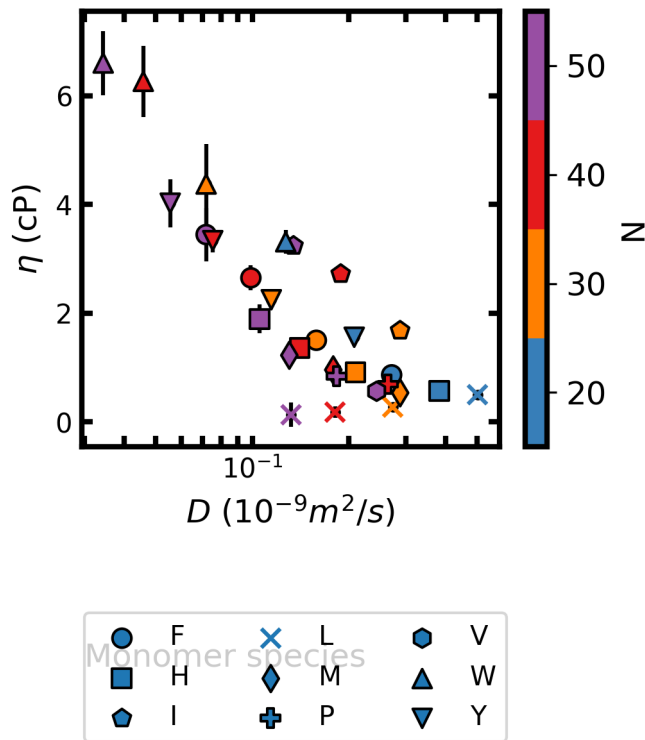 6
4
2
0
η (cP)
10⁻¹
D (10⁻⁹m²/s)
50
40
30
20
N
F L V
Monomer species
H M W
I P Y